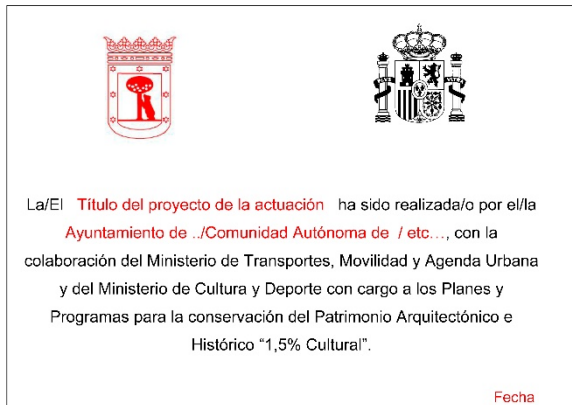 La/El Título del proyecto de la actuación ha sido realizada/o por el/la
Ayuntamiento de ../Comunidad Autónoma de / etc…, con la
colaboración del Ministerio de Transportes, Movilidad y Agenda Urbana
y del Ministerio de Cultura y Deporte con cargo a los Planes y
Programas para la conservación del Patrimonio Arquitectónico e
Histórico “1,5% Cultural”.
Fecha